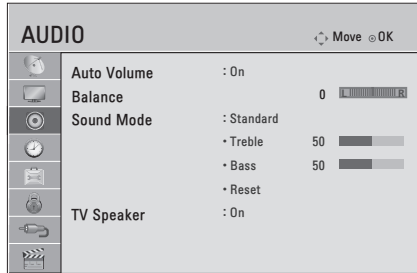 AUDIO Move OK
Auto Volume : On
Balance 0 L R
Sound Mode : Standard
• Treble 50
• Bass 50
• Reset
TV Speaker : On